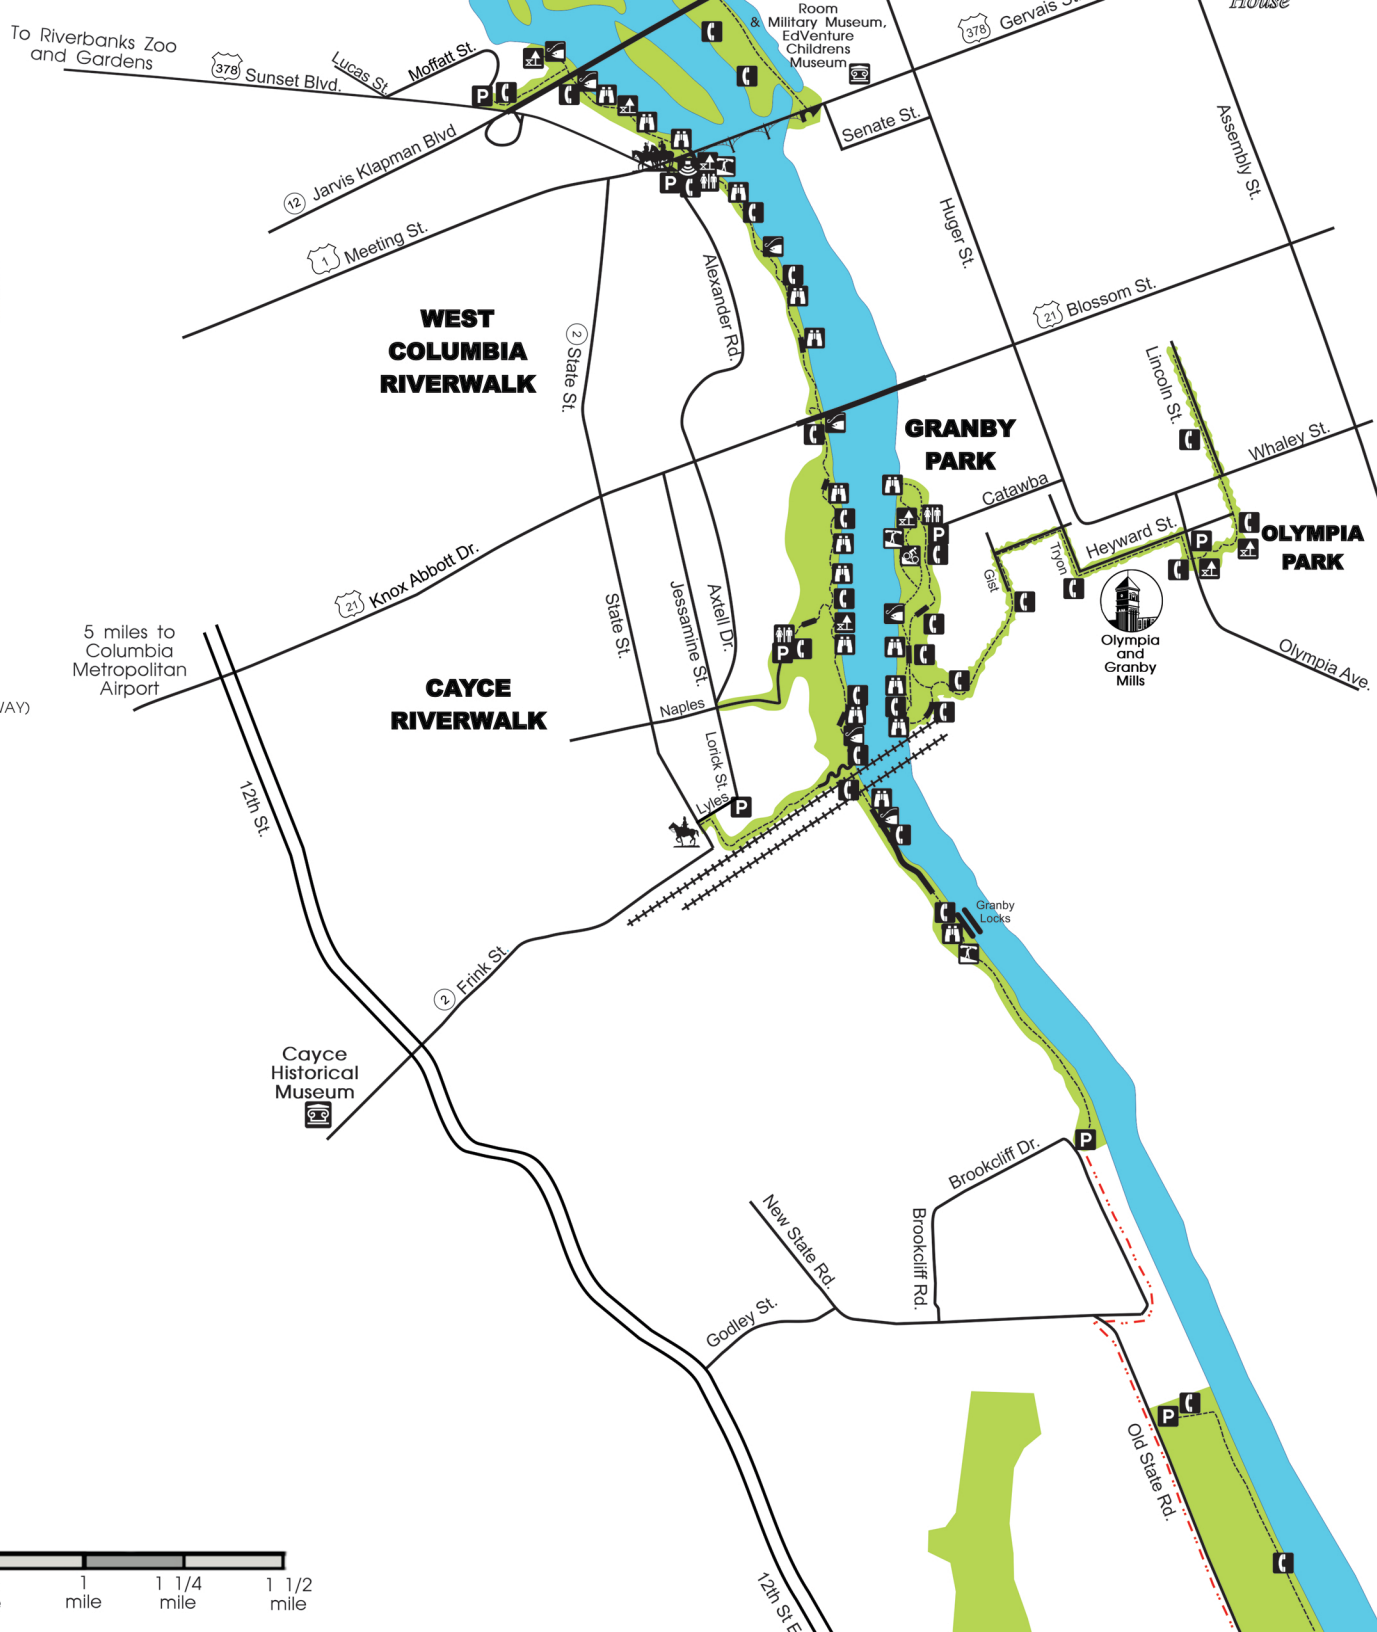 House
Room
& Military Museum,
EdVenture
Childrens
Museum
378 Gervais St.
To Riverbanks Zoo
and Gardens
378 Sunset Blvd.
Lucas St.
Moffatt St.
P
12 Jarvis Klapman Blvd
Senate St.
Assembly St.
P
1 Meeting St.
Huger St.
Alexander Rd.
21 Blossom St.
WEST
COLUMBIA
RIVERWALK
2 State St.
Lincoln St.
Whaley St.
GRANBY
PARK
Catawba
P
Heyward St.
P
OLYMPIA
PARK
Tryon
Gist
21 Knox Abbott Dr.
State St.
Jessamine St.
Axtell Dr.
P
Olympia
and
Granby
Mills
Olympia Ave.
5 miles to
Columbia
Metropolitan
Airport
WAY)
CAYCE
RIVERWALK
Naples
Lorick St.
Lyles
P
12th St.
Granby
Locks
2 Frink St.
Cayce
Historical
Museum
P
Brookcliff Dr.
New State Rd.
Brookcliff Rd.
Godley St.
P
Old State Rd.
12th St E
1
mile
1 1/4
mile
1 1/2
mile